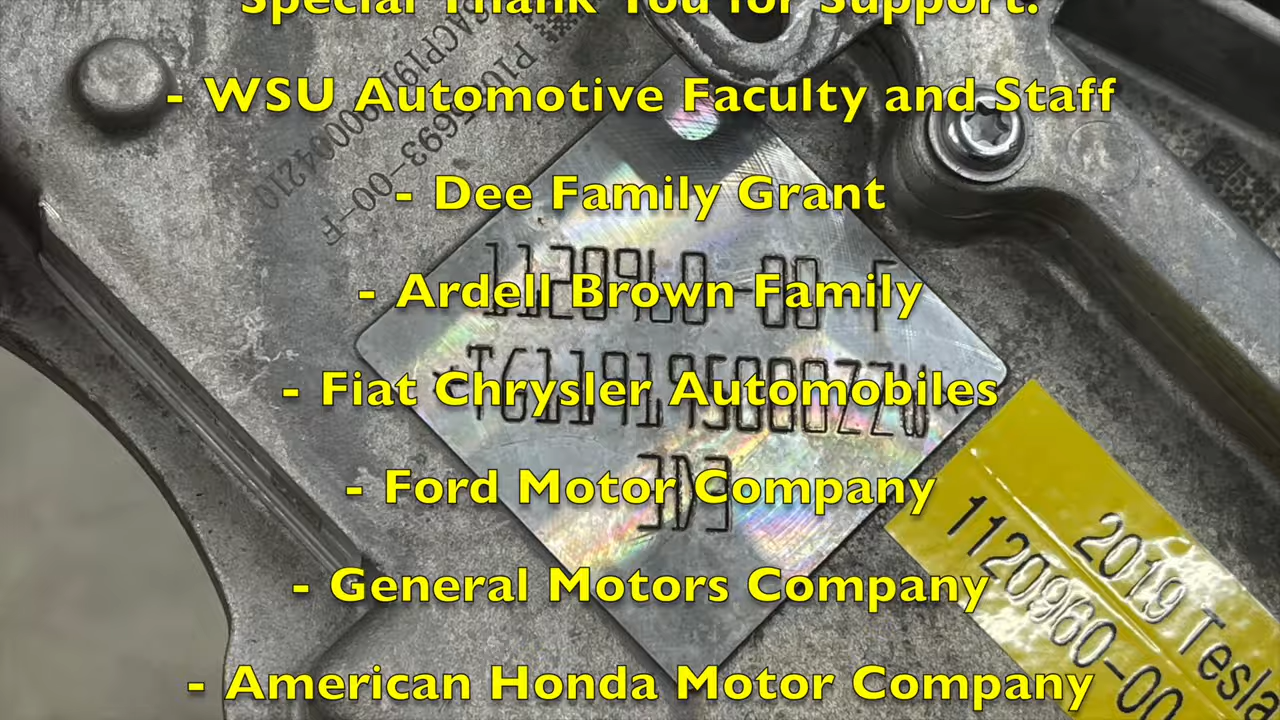 Special Thank You for Support:
- WSU Automotive Faculty and Staff
- Dee Family Grant
- Ardell Brown Family
- Fiat Chrysler Automobiles
- Ford Motor Company
- General Motors Company
- American Honda Motor Company
1120960-00-F
3D3
2019 Tesla
1120960-00